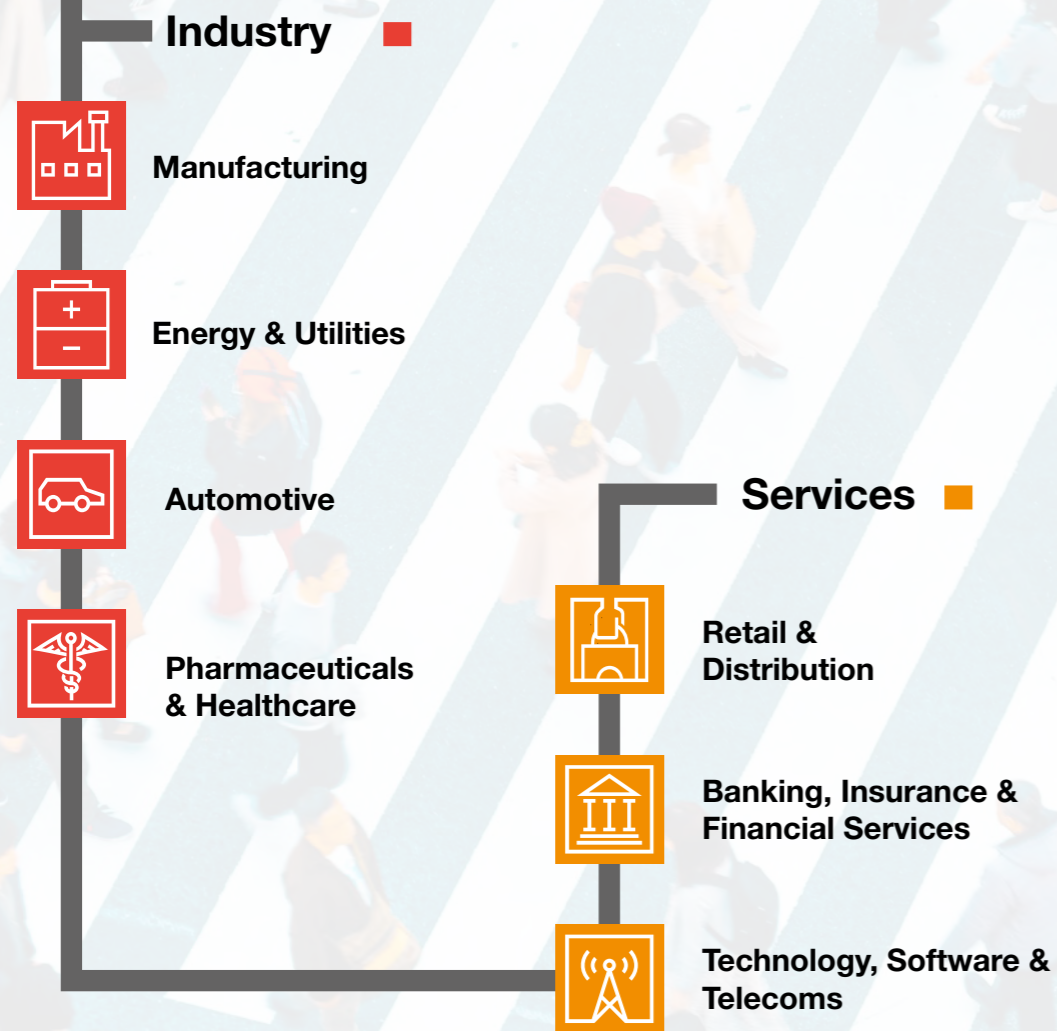 Industry
Manufacturing
Energy & Utilities
Automotive
Pharmaceuticals
& Healthcare
Services
Retail &
Distribution
Banking, Insurance &
Financial Services
Technology, Software &
Telecoms